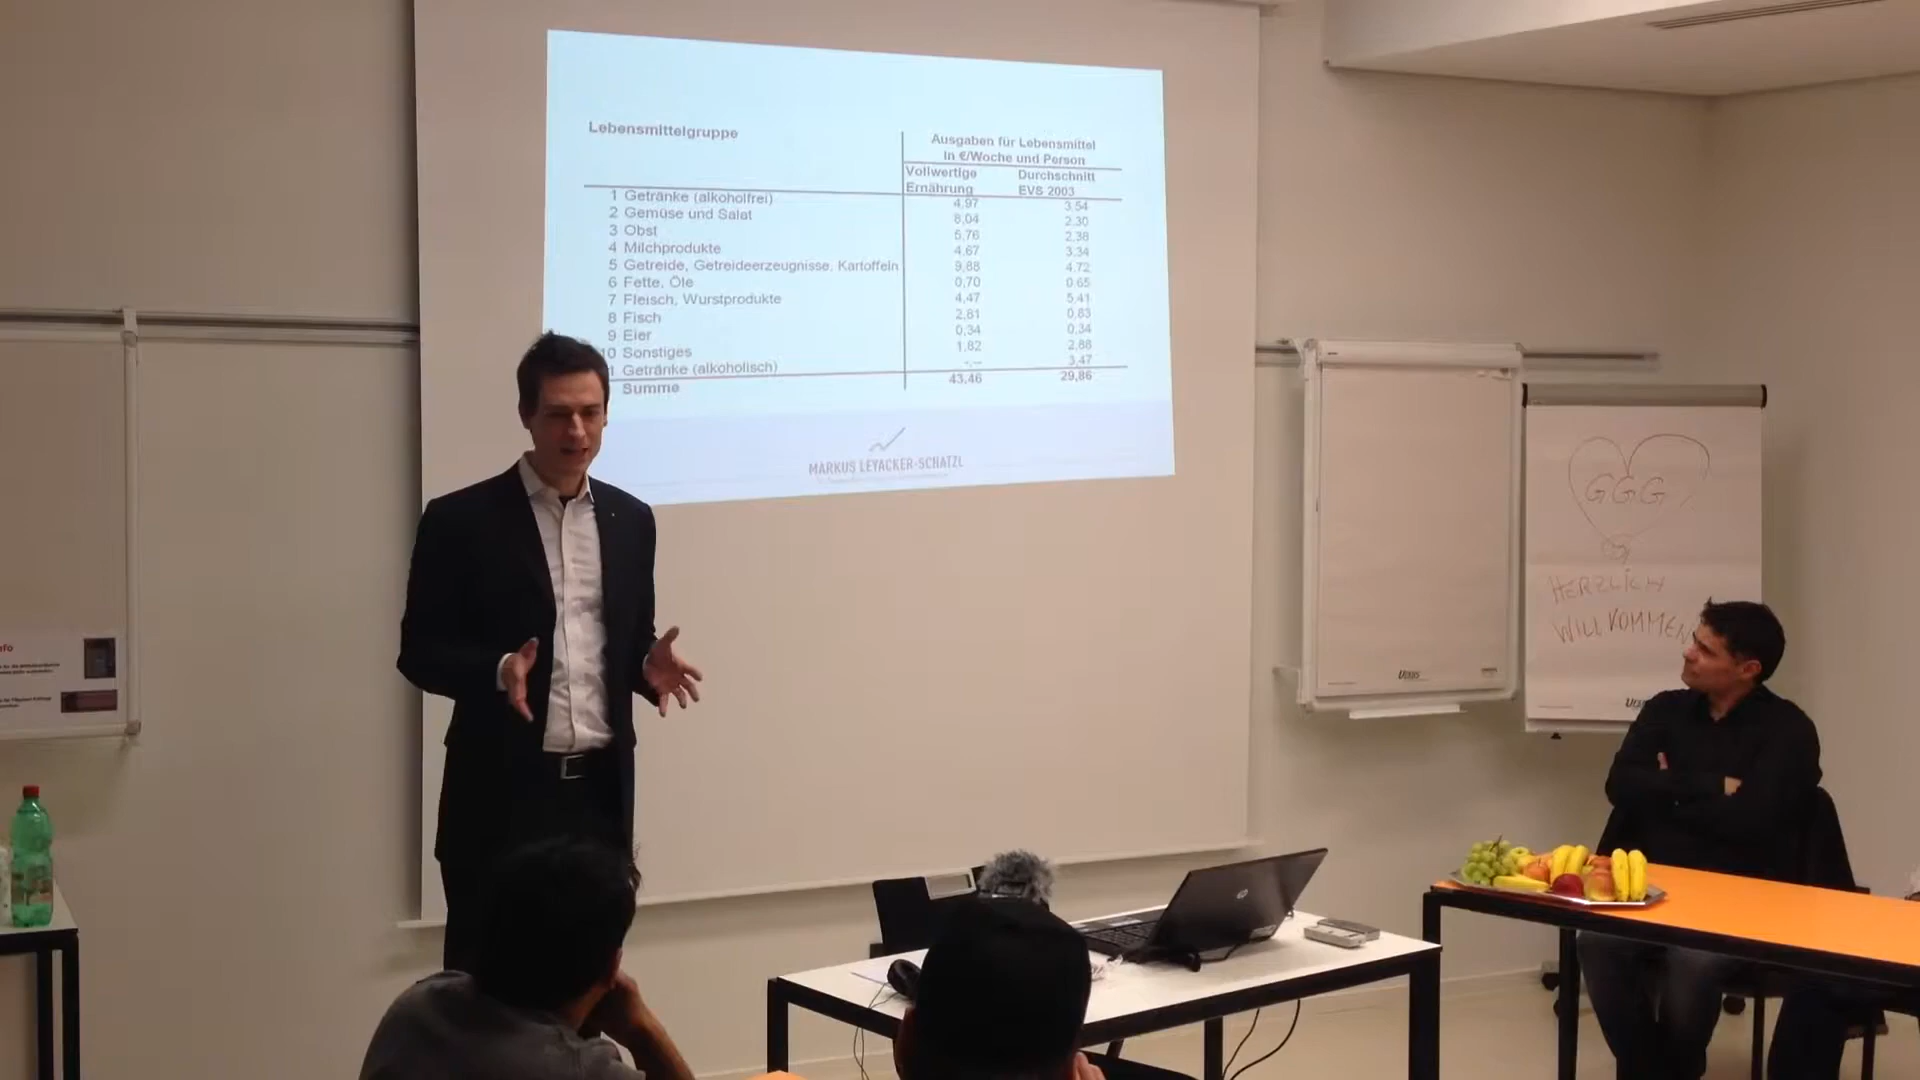 Lebensmittelgruppe
Ausgaben für Lebensmittel
in €/Woche und Person
Vollwertige Ernährung
Durchschnitt EVS 2003
1 Getränke (alkoholfrei) 4,97 3,54
2 Gemüse und Salat 8,04 2,30
3 Obst 5,76 2,38
4 Milchprodukte 4,67 3,34
5 Getreide, Getreideerzeugnisse, Kartoffeln 9,88 4,72
6 Fette, Öle 0,70 0,65
7 Fleisch, Wurstprodukte 4,47 5,41
8 Fisch 2,81 0,83
9 Eier 0,34 0,34
10 Sonstiges 1,82 2,88
1 Getränke (alkoholisch) -,-- 3,47
Summe 43,46 29,86
MARKUS LEYACKER-SCHATZL
GGG
HERZLICH
WILLKOMMEN
hp